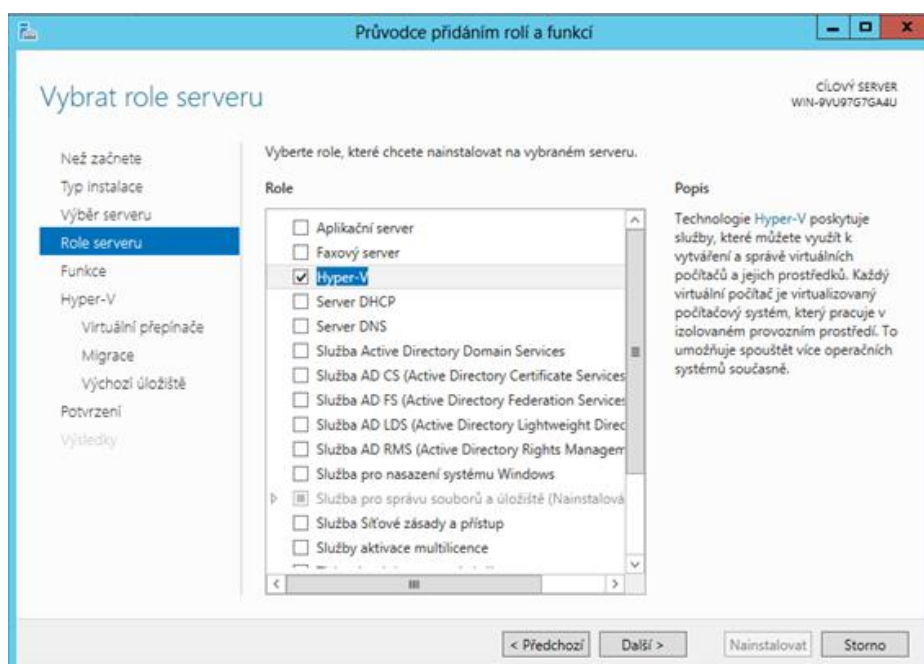 Průvodce přidáním rolí a funkcí
Vybrat role serveru
CÍLOVÝ SERVER
WIN-9VU97G7GA4U
Než začnete
Typ instalace
Výběr serveru
Role serveru
Funkce
Hyper-V
Virtuální přepínače
Migrace
Výchozí úložiště
Potvrzení
Výsledky
Vyberte role, které chcete nainstalovat na vybraném serveru.
Role
Aplikační server
Faxový server
Hyper-V
Server DHCP
Server DNS
Služba Active Directory Domain Services
Služba AD CS (Active Directory Certificate Services
Služba AD FS (Active Directory Federation Services
Služba AD LDS (Active Directory Lightweight Direc
Služba AD RMS (Active Directory Rights Managem
Služba pro nasazení systému Windows
Služba pro správu souborů a úložiště (Nainstalová
Služba Síťové zásady a přístup
Služby aktivace multilicence
Popis
Technologie Hyper-V poskytuje
služby, které můžete využít k
vytváření a správě virtuálních
počítačů a jejich prostředků. Každý
virtuální počítač je virtualizovaný
počítačový systém, který pracuje v
izolovaném provozním prostředí. To
umožňuje spouštět více operačních
systémů současně.
< Předchozí
Další >
Nainstalovat
Storno